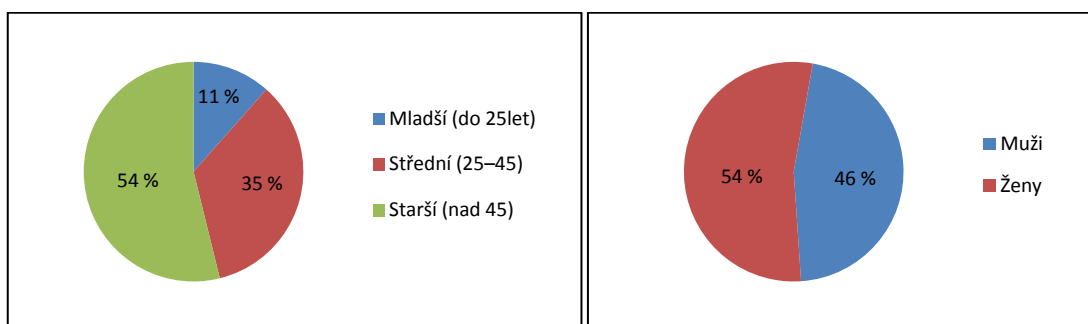 11 %
35 %
54 %
Mladší (do 25let)
Střední (25–45)
Starší (nad 45)
54 %
46 %
Muži
Ženy